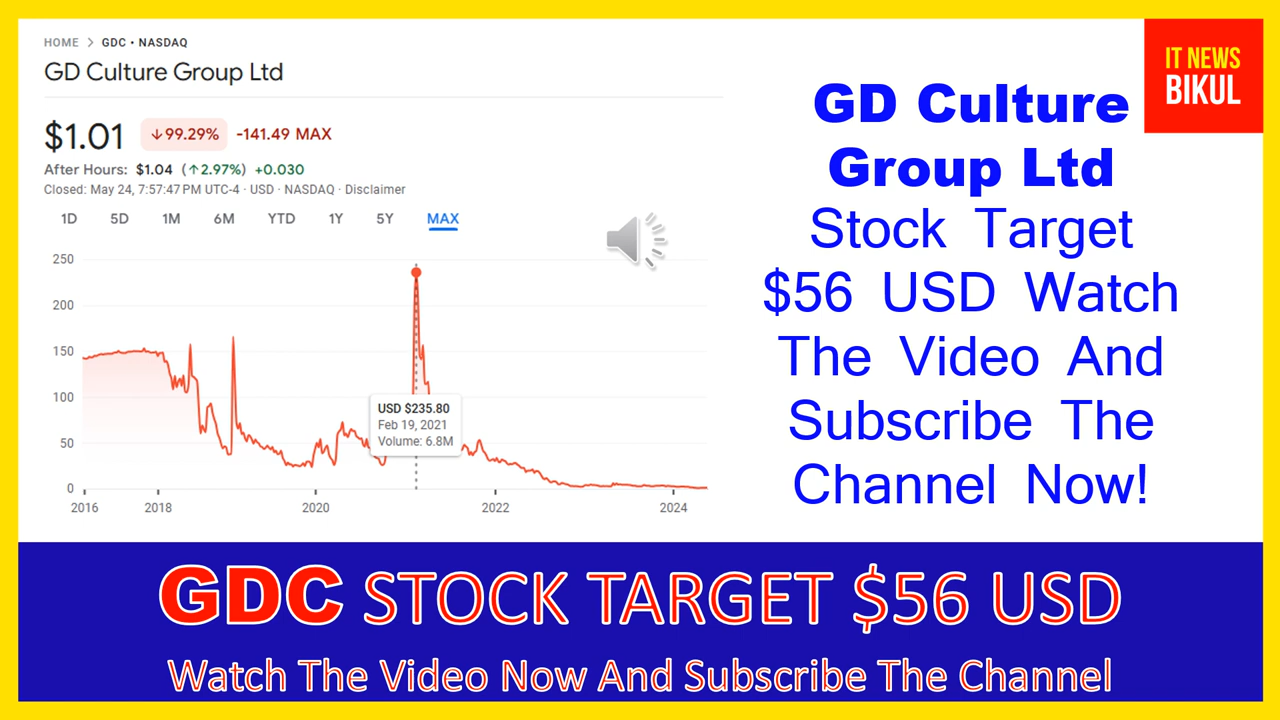 HOME > GDC • NASDAQ
GD Culture Group Ltd
$1.01 ↓99.29% -141.49 MAX
After Hours: $1.04 (↑2.97%) +0.030
Closed: May 24, 7:57:47 PM UTC-4 · USD · NASDAQ · Disclaimer
1D 5D 1M 6M YTD 1Y 5Y MAX
250
200
150
100
50
0
USD $235.80
Feb 19, 2021
Volume: 6.8M
2016 2018 2020 2022 2024
IT NEWS
BIKUL
GD Culture
Group Ltd
Stock Target
$56 USD Watch
The Video And
Subscribe The
Channel Now!
GDC STOCK TARGET $56 USD
Watch The Video Now And Subscribe The Channel